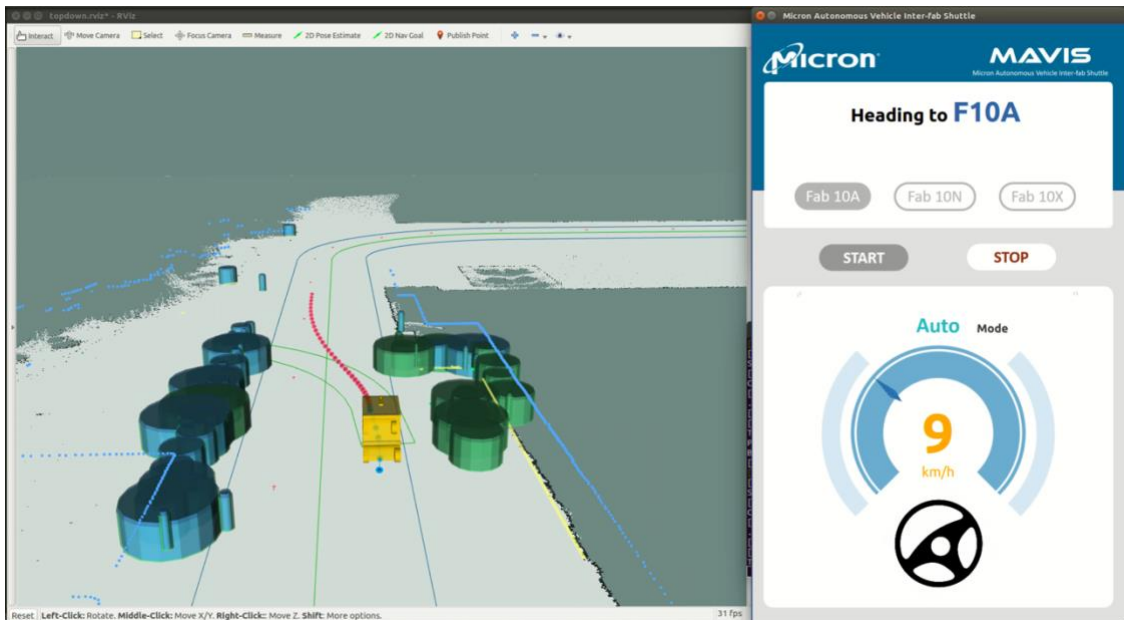 topdown.rviz* - RViz
Interact Move Camera Select Focus Camera Measure 2D Pose Estimate 2D Nav Goal Publish Point
Reset Left-Click: Rotate. Middle-Click: Move X/Y. Right-Click:: Move Z. Shift: More options.
31 fps
Micron Autonomous Vehicle Inter-fab Shuttle
Micron
MAVIS
Micron Autonomous Vehicle Inter-fab Shuttle
Heading to F10A
Fab 10A Fab 10N Fab 10X
START STOP
Auto Mode
9
km/h